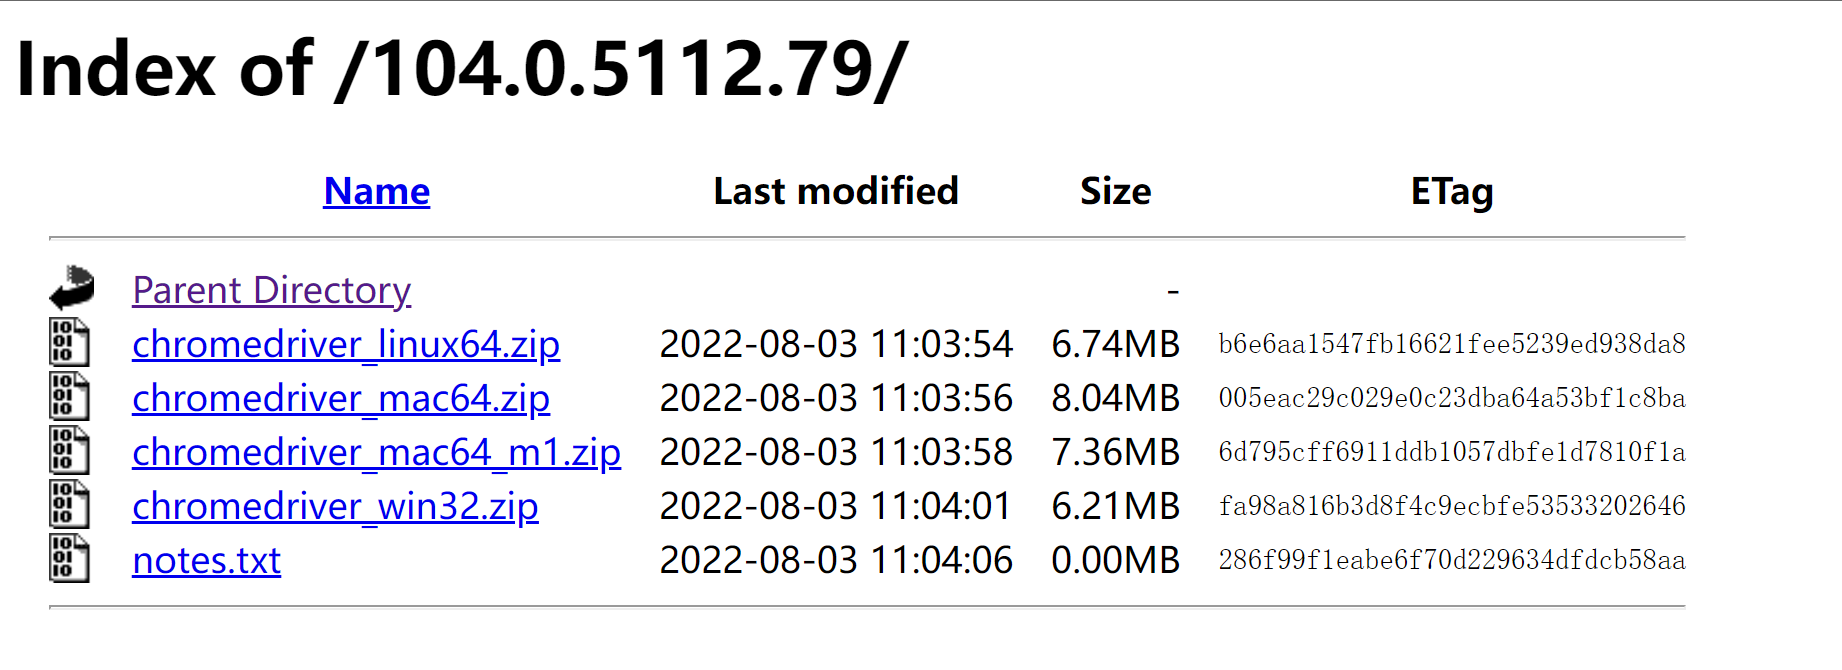 Index of /104.0.5112.79/
Name Last modified Size ETag
Parent Directory -
chromedriver_linux64.zip 2022-08-03 11:03:54 6.74MB b6e6aa1547fb16621fee5239ed938da8
chromedriver_mac64.zip 2022-08-03 11:03:56 8.04MB 005eac29c029e0c23dba64a53bf1c8ba
chromedriver_mac64_m1.zip 2022-08-03 11:03:58 7.36MB 6d795cff6911ddb1057dbfe1d7810f1a
chromedriver_win32.zip 2022-08-03 11:04:01 6.21MB fa98a816b3d8f4c9ecbfe53533202646
notes.txt 2022-08-03 11:04:06 0.00MB 286f99f1eabe6f70d229634dfdcb58aa